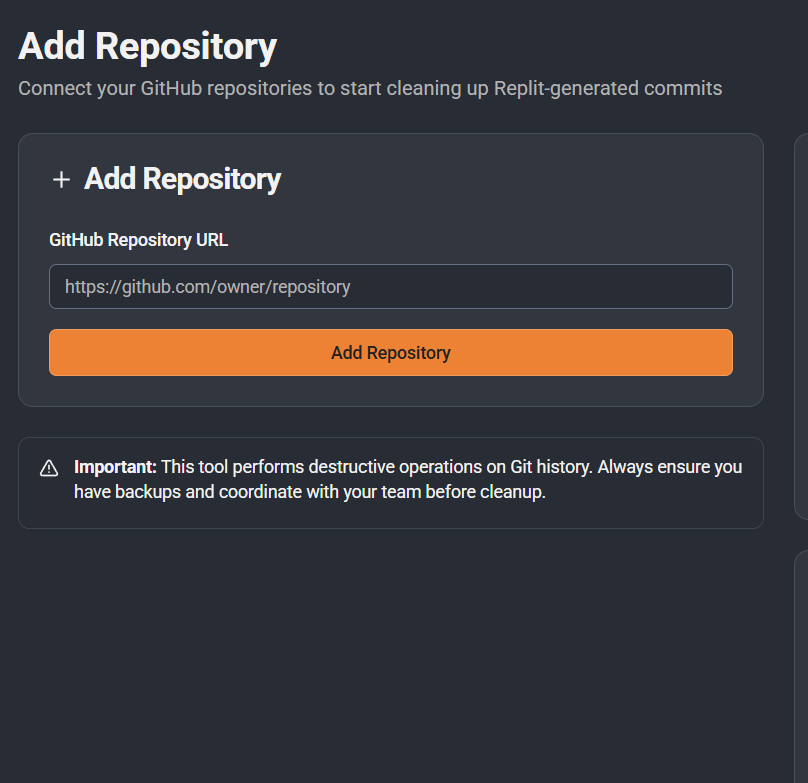 Add Repository
Connect your GitHub repositories to start cleaning up Replit-generated commits
+ Add Repository
GitHub Repository URL
https://github.com/owner/repository
Add Repository
Important: This tool performs destructive operations on Git history. Always ensure you
have backups and coordinate with your team before cleanup.